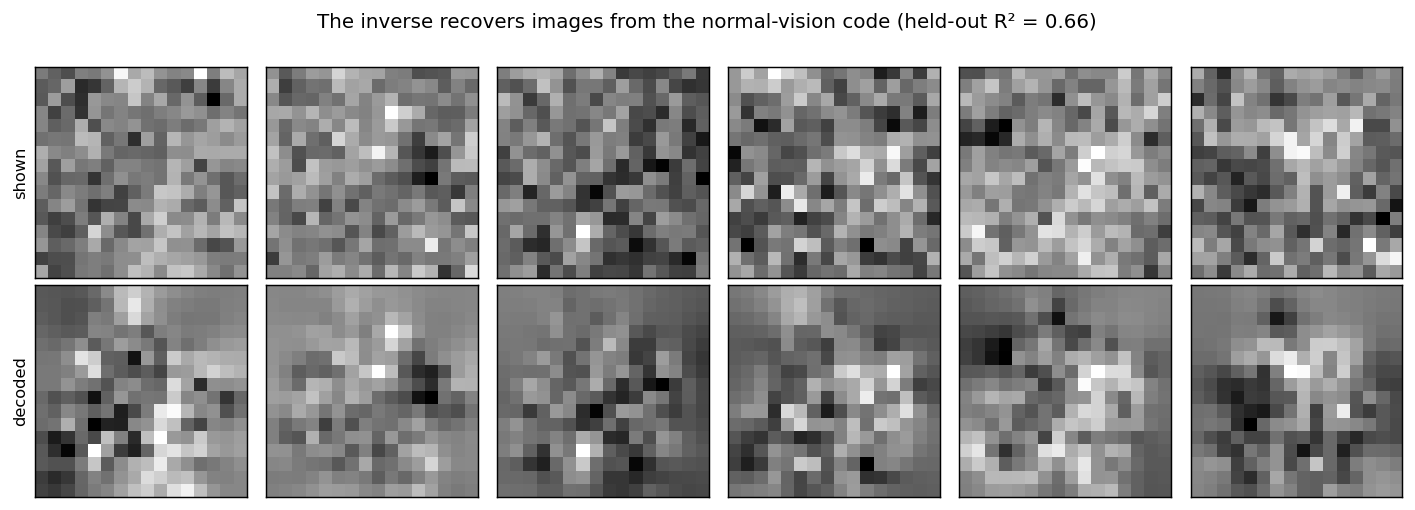 The inverse recovers images from the normal-vision code (held-out R² = 0.66)
shown
decoded